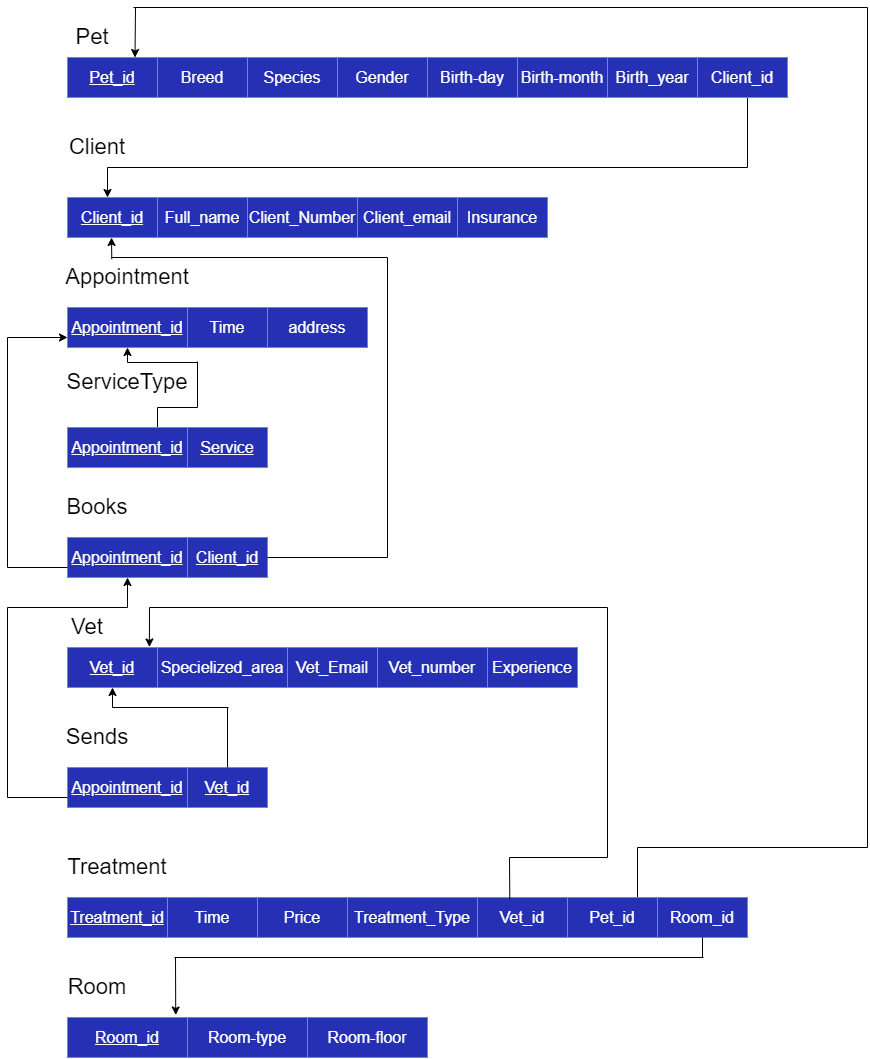 Pet
Pet_id Breed Species Gender Birth-day Birth-month Birth_year Client_id
Client
Client_id Full_name Client_Number Client_email Insurance
Appointment
Appointment_id Time address
ServiceType
Appointment_id Service
Books
Appointment_id Client_id
Vet
Vet_id Specielized_area Vet_Email Vet_number Experience
Sends
Appointment_id Vet_id
Treatment
Treatment_id Time Price Treatment_Type Vet_id Pet_id Room_id
Room
Room_id Room-type Room-floor